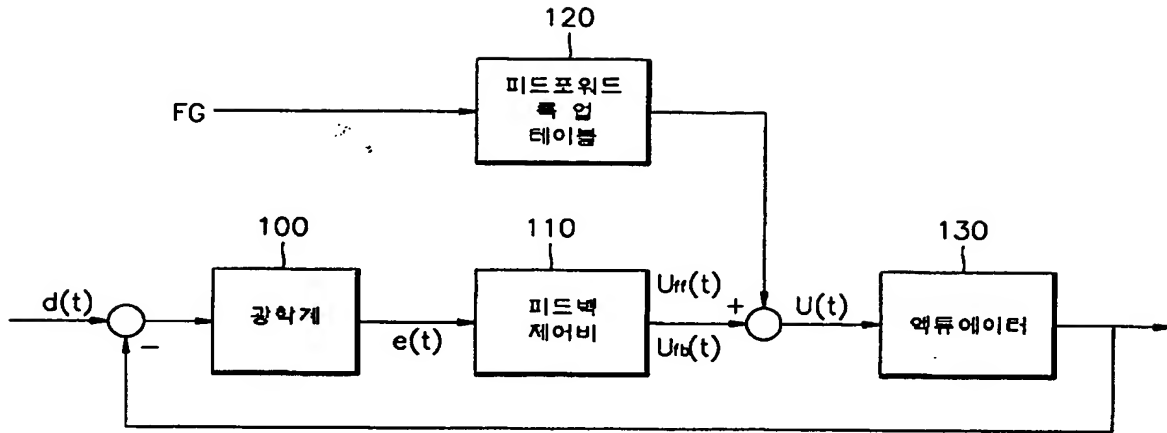 120
피드포워드
룩 업
테이블
FG
100
110
130
d(t)
-
광학계
e(t)
피드백
제어비
Uff(t)
+
Ufb(t)
U(t)
액튜에이터